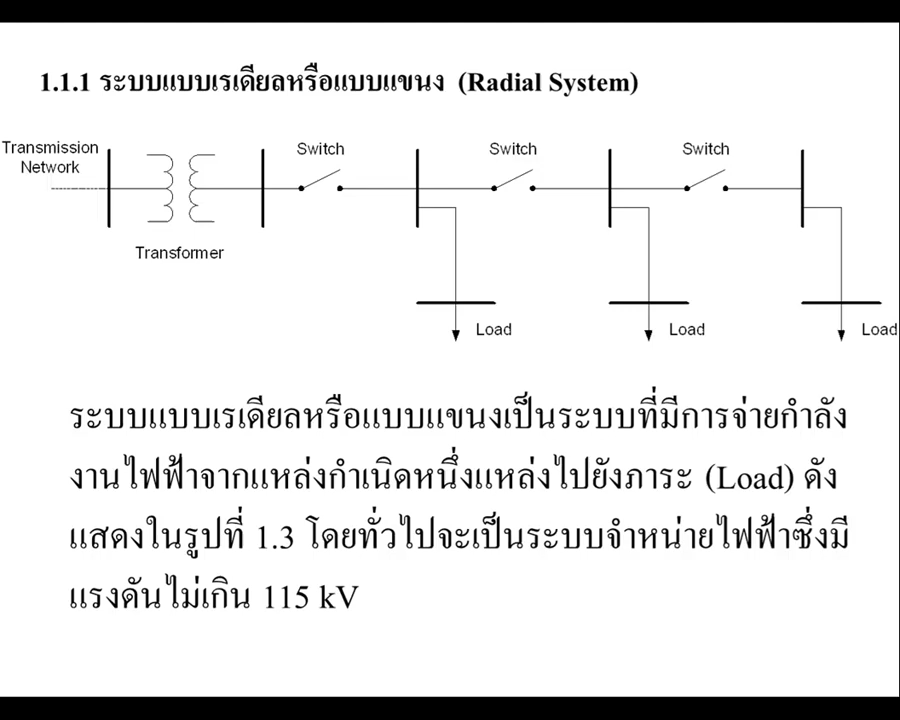 1.1.1 ระบบแบบเรเดียลหรือแบบแขนง (Radial System)
Transmission
Network
Switch
Switch
Switch
Transformer
Load
Load
Load
ระบบแบบเรเดียลหรือแบบแขนงเป็นระบบที่มีการจ่ายกำลัง
งานไฟฟ้าจากแหล่งกำเนิดหนึ่งแหล่งไปยังภาระ (Load) ดัง
แสดงในรูปที่ 1.3 โดยทั่วไปจะเป็นระบบจำหน่ายไฟฟ้าซึ่งมี
แรงดันไม่เกิน 115 kV